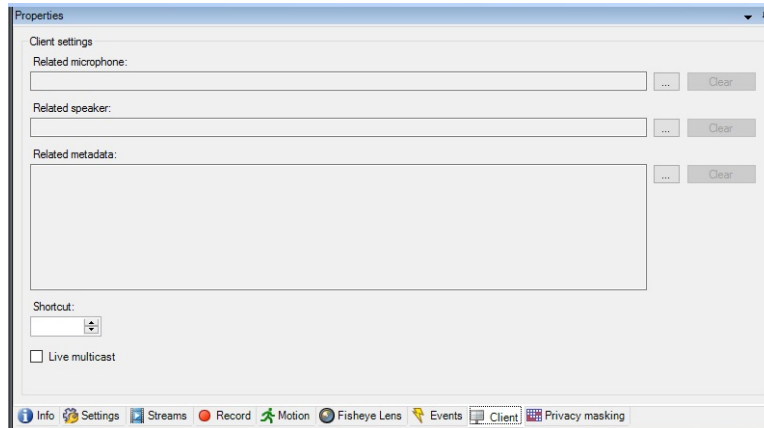 Properties
Client settings
Related microphone:
... Clear
Related speaker:
... Clear
Related metadata:
... Clear
Shortcut:
Live multicast
Info Settings Streams Record Motion Fisheye Lens Events Client Privacy masking